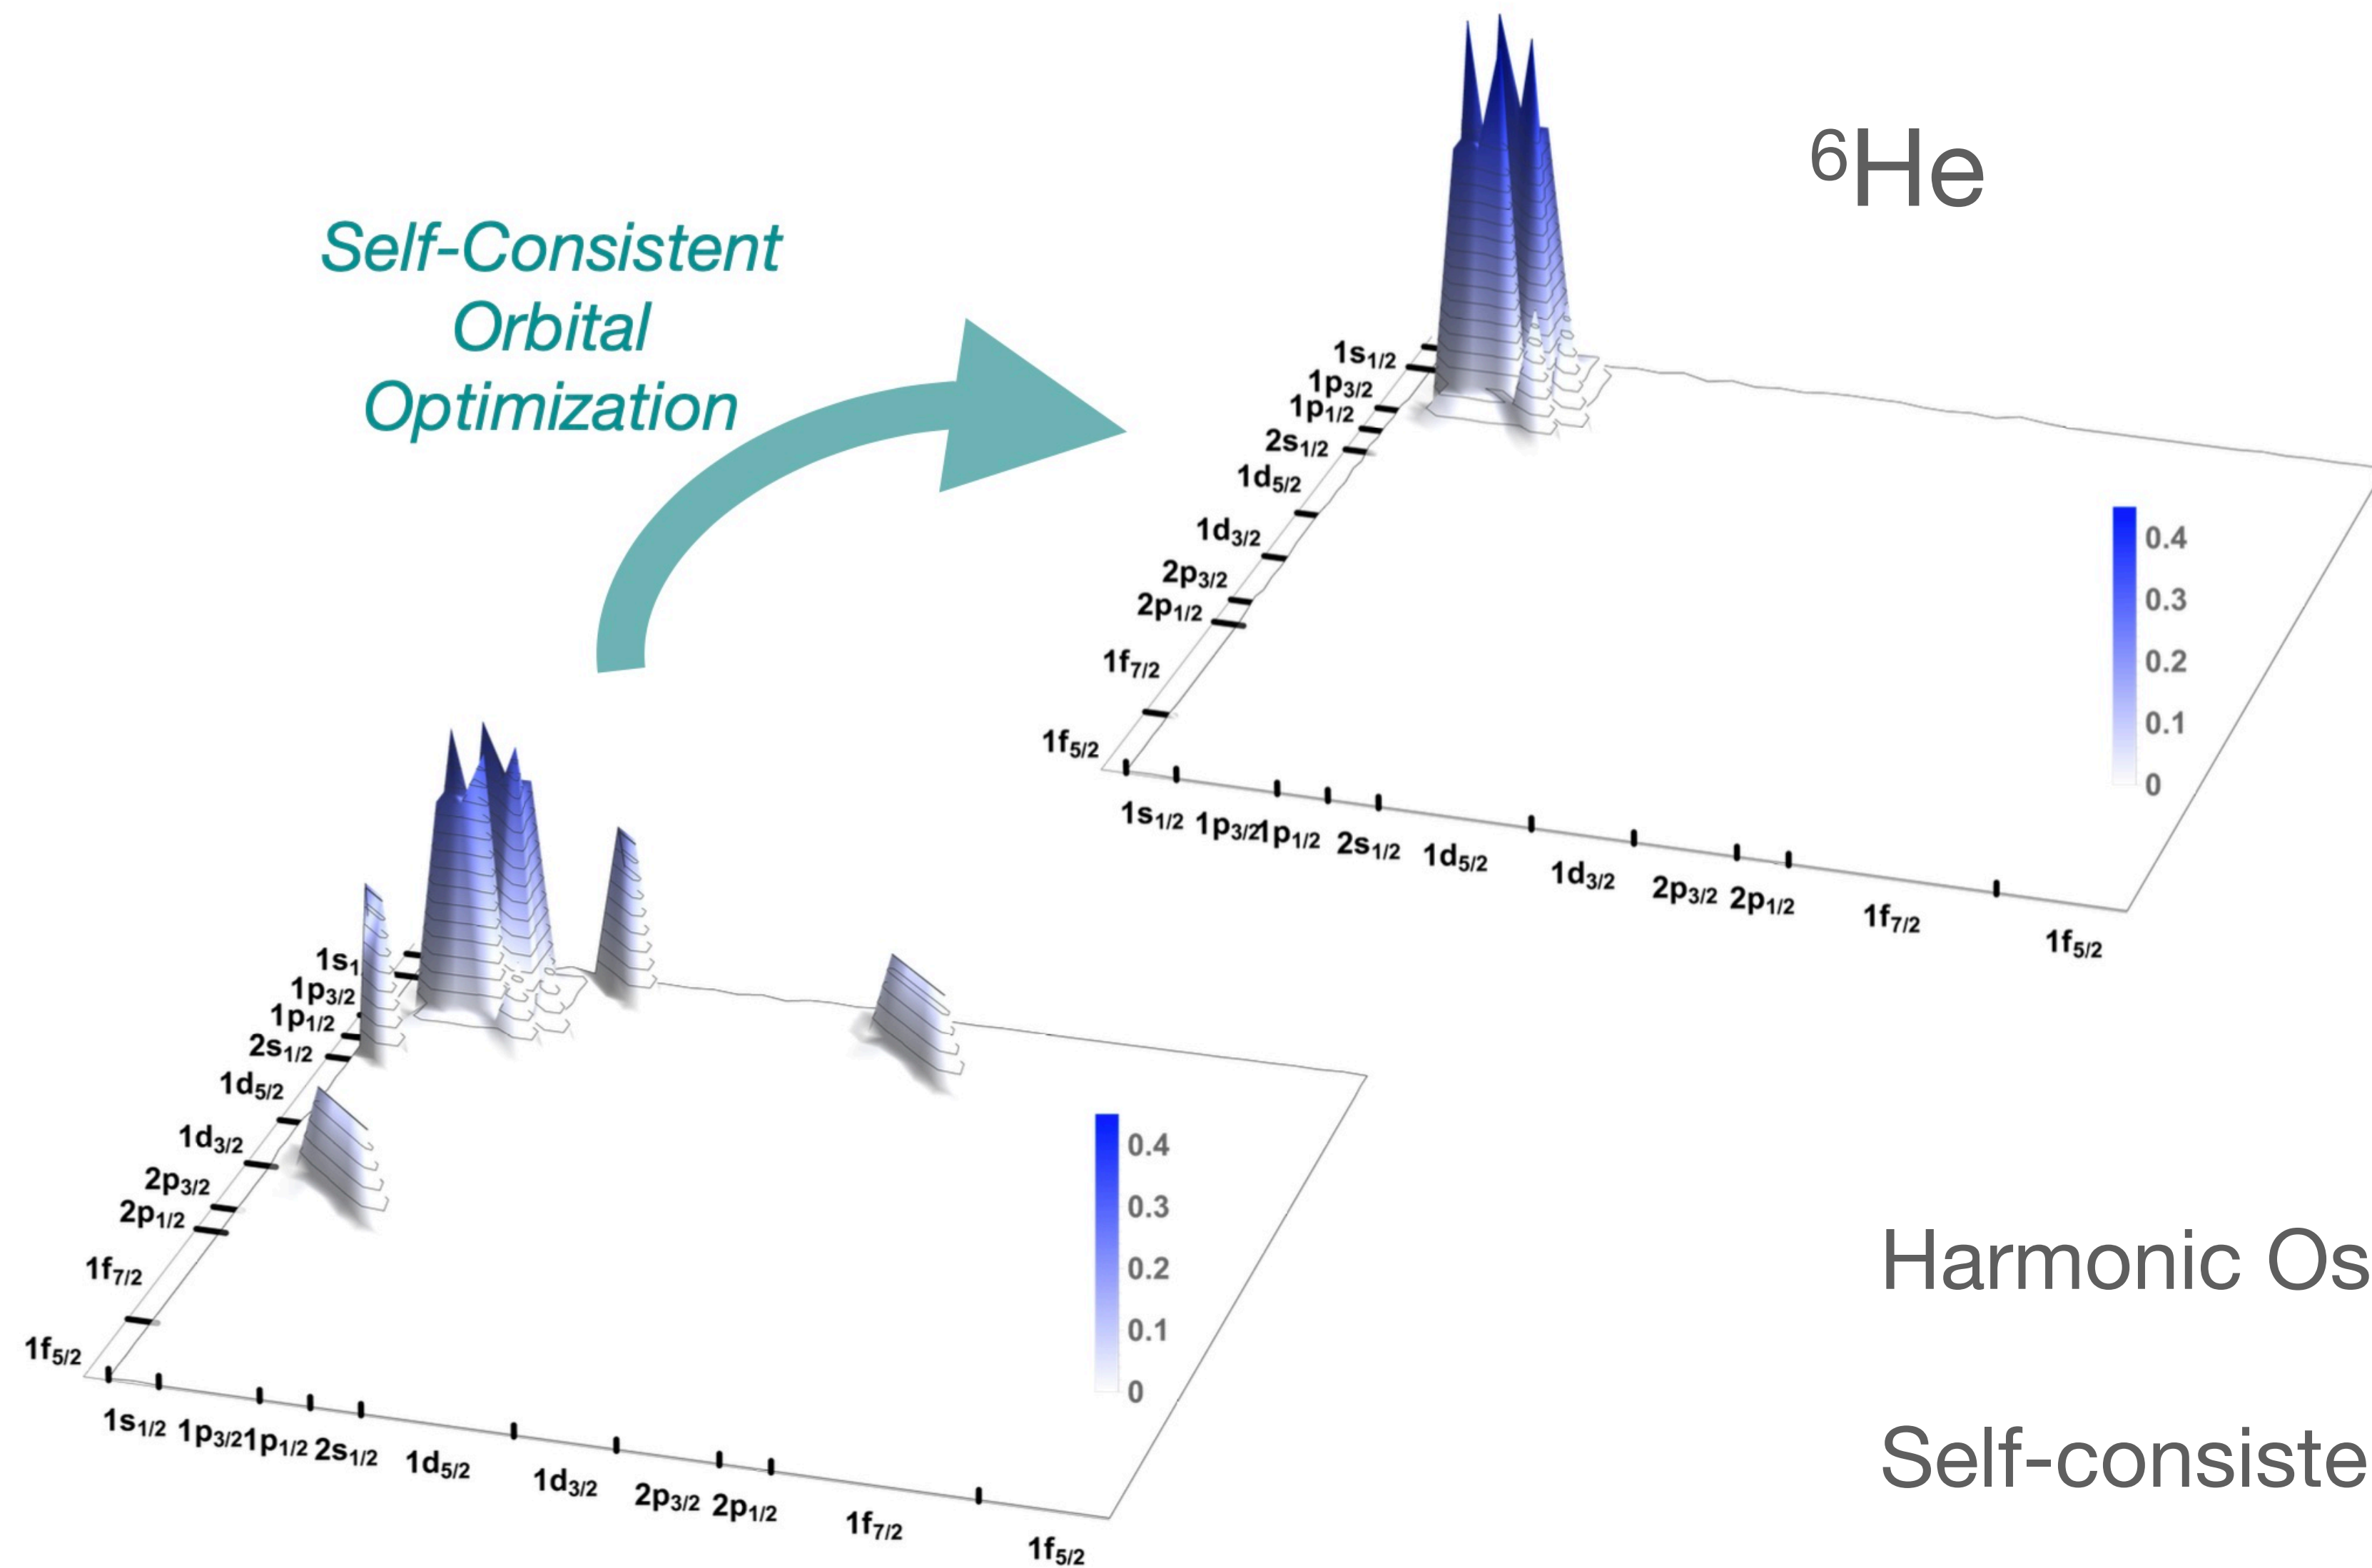 ⁶He
Self-Consistent
Orbital
Optimization
1s1/2
1p3/2
1p1/2
2s1/2
1d5/2
1d3/2
2p3/2
2p1/2
1f7/2
1f5/2
1s1/2 1p3/2 1p1/2 2s1/2 1d5/2 1d3/2 2p3/2 2p1/2 1f7/2 1f5/2
0.4
0.3
0.2
0.1
0
1s1
1p3/2
1p1/2
2s1/2
1d5/2
1d3/2
2p3/2
2p1/2
1f7/2
1f5/2
1s1/2 1p3/2 1p1/2 2s1/2 1d5/2 1d3/2 2p3/2 2p1/2 1f7/2 1f5/2
0.4
0.3
0.2
0.1
0
Harmonic Os
Self-consiste